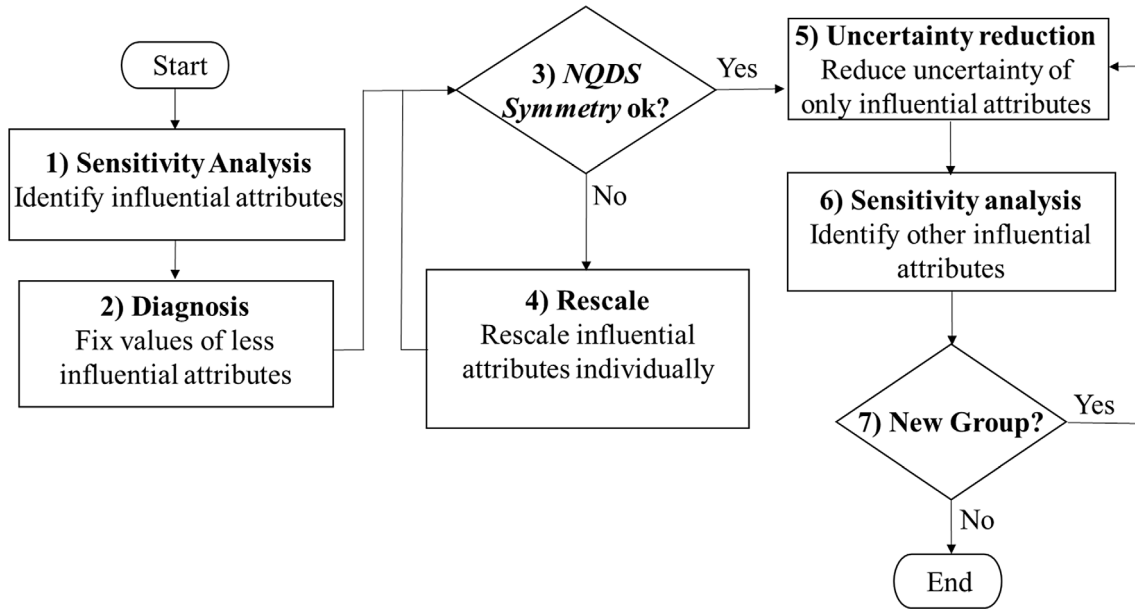 Start
1) Sensitivity Analysis
Identify influential attributes
2) Diagnosis
Fix values of less
influential attributes
3) NQDS
Symmetry ok?
Yes
No
4) Rescale
Rescale influential
attributes individually
5) Uncertainty reduction
Reduce uncertainty of
only influential attributes
6) Sensitivity analysis
Identify other influential
attributes
7) New Group?
Yes
No
End